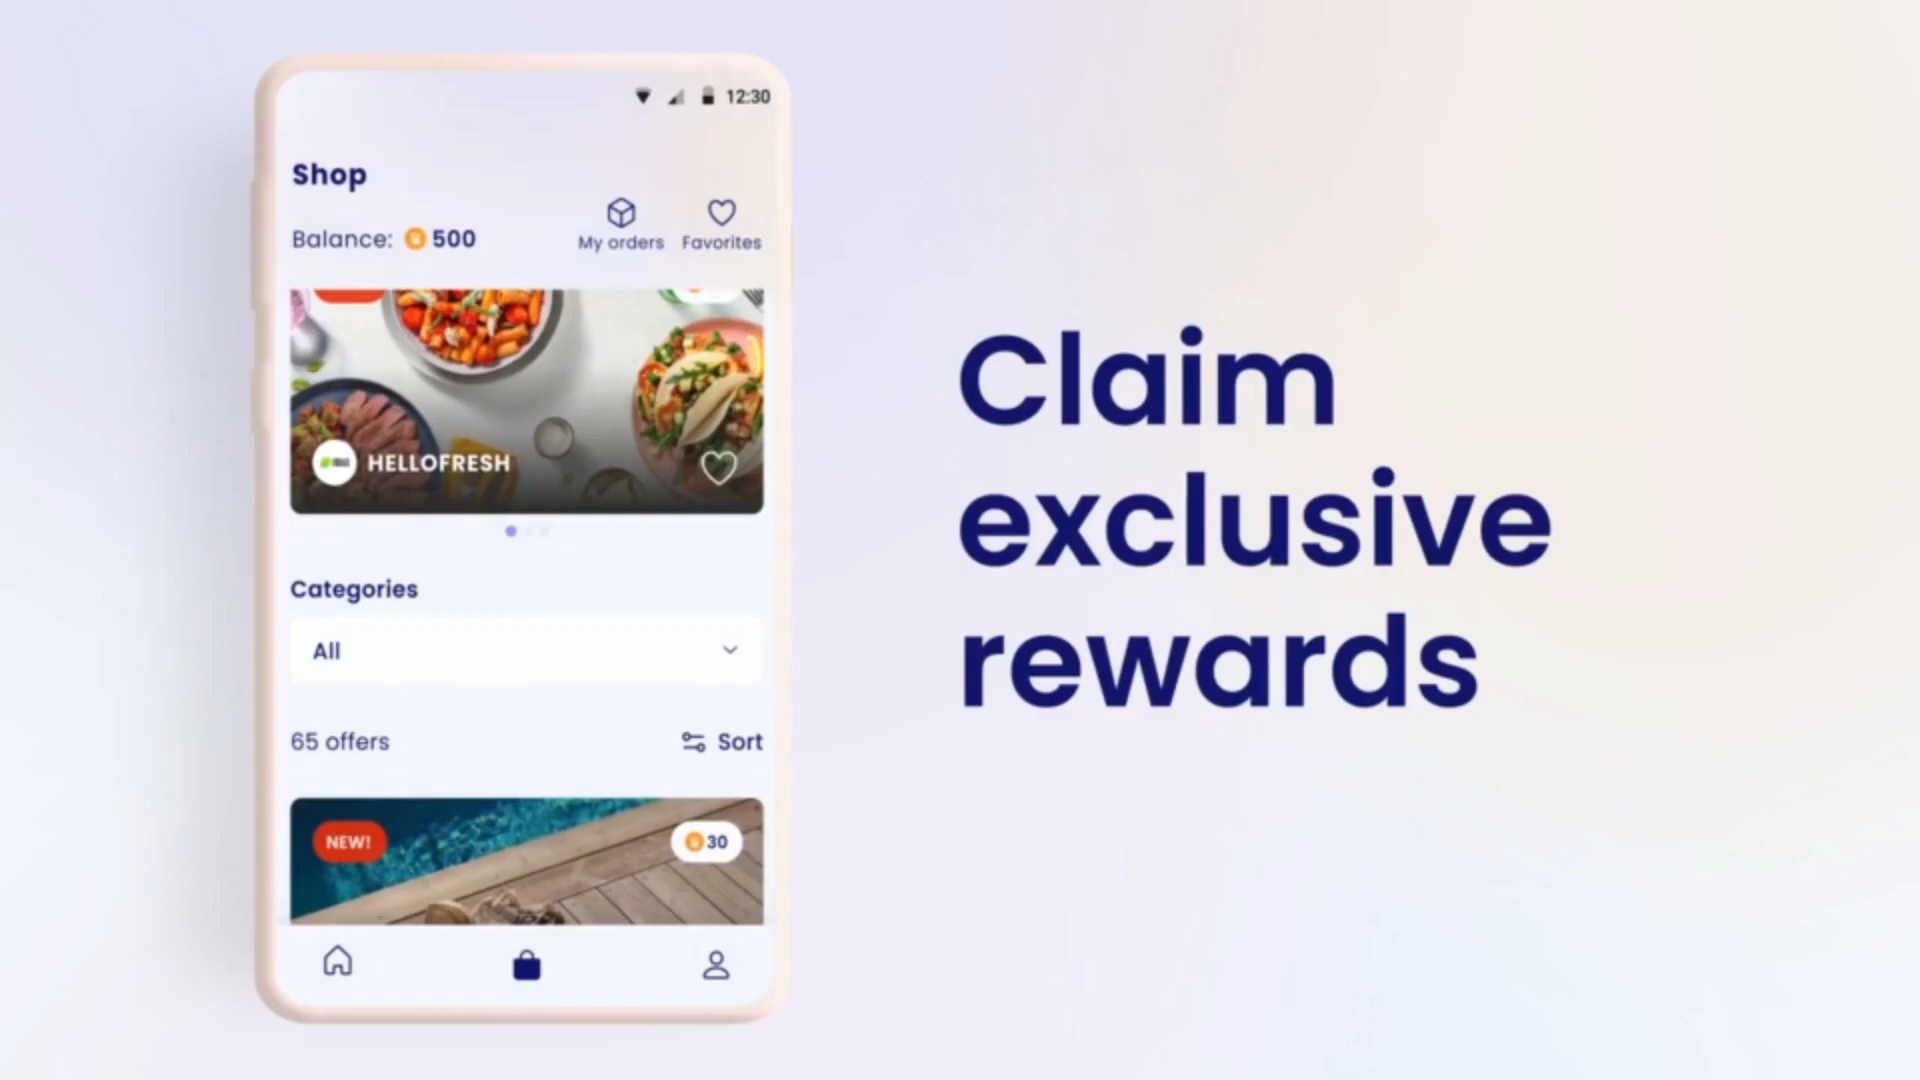 12:30
Shop
Balance: 500
My orders
Favorites
HELLOFRESH
Categories
All
65 offers
Sort
NEW!
30
Claim
exclusive
rewards